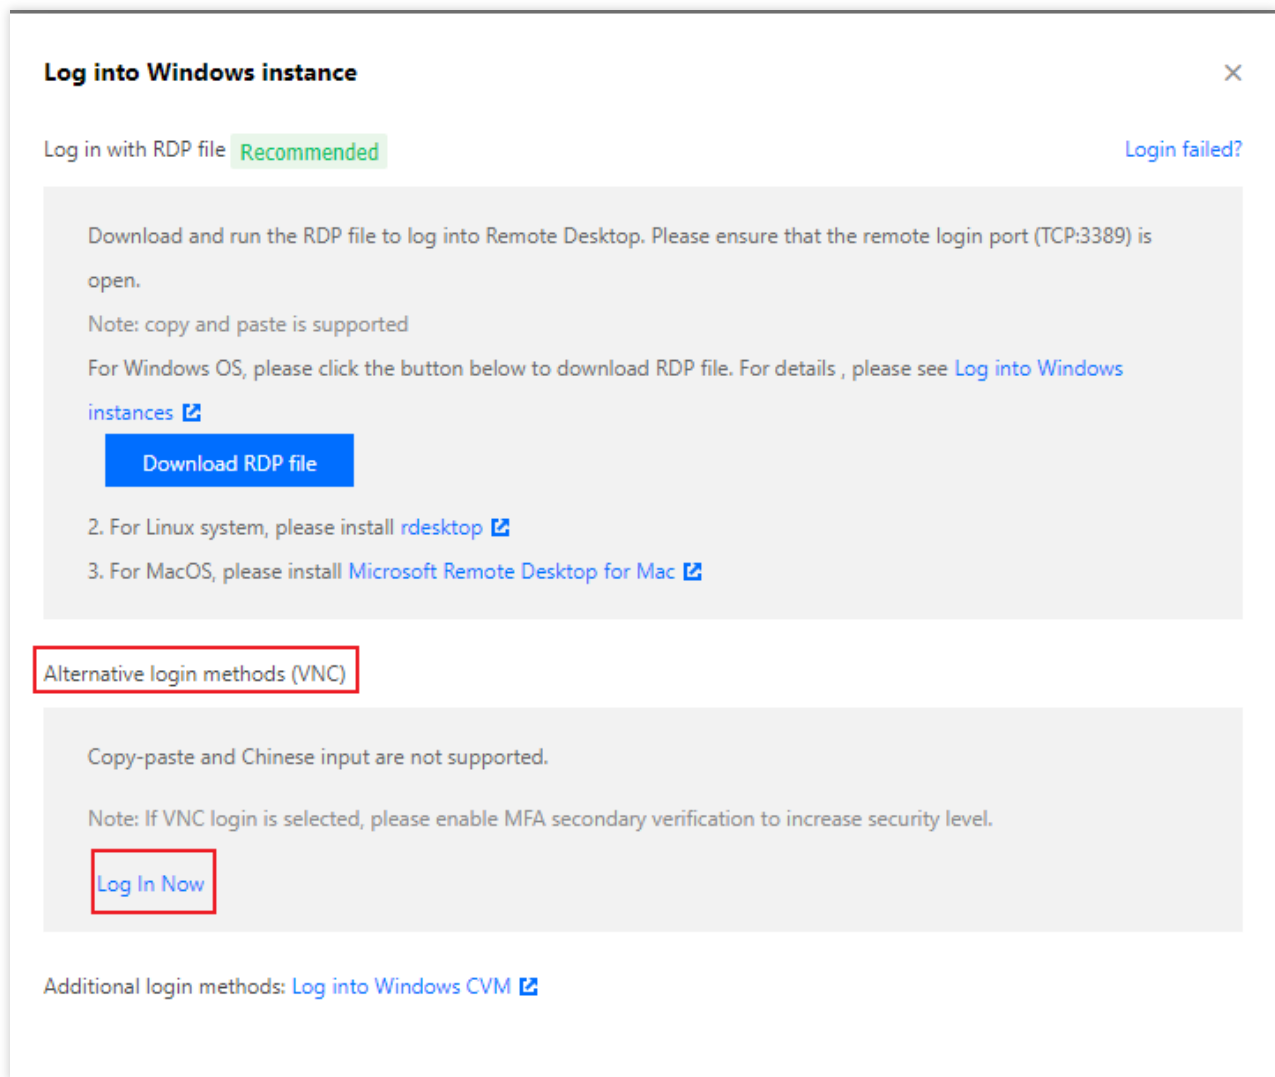 Log into Windows instance
Log in with RDP file Recommended
Login failed?
Download and run the RDP file to log into Remote Desktop. Please ensure that the remote login port (TCP:3389) is
open.
Note: copy and paste is supported
For Windows OS, please click the button below to download RDP file. For details , please see Log into Windows
instances
Download RDP file
2. For Linux system, please install rdesktop
3. For MacOS, please install Microsoft Remote Desktop for Mac
Alternative login methods (VNC)
Copy-paste and Chinese input are not supported.
Note: If VNC login is selected, please enable MFA secondary verification to increase security level.
Log In Now
Additional login methods: Log into Windows CVM